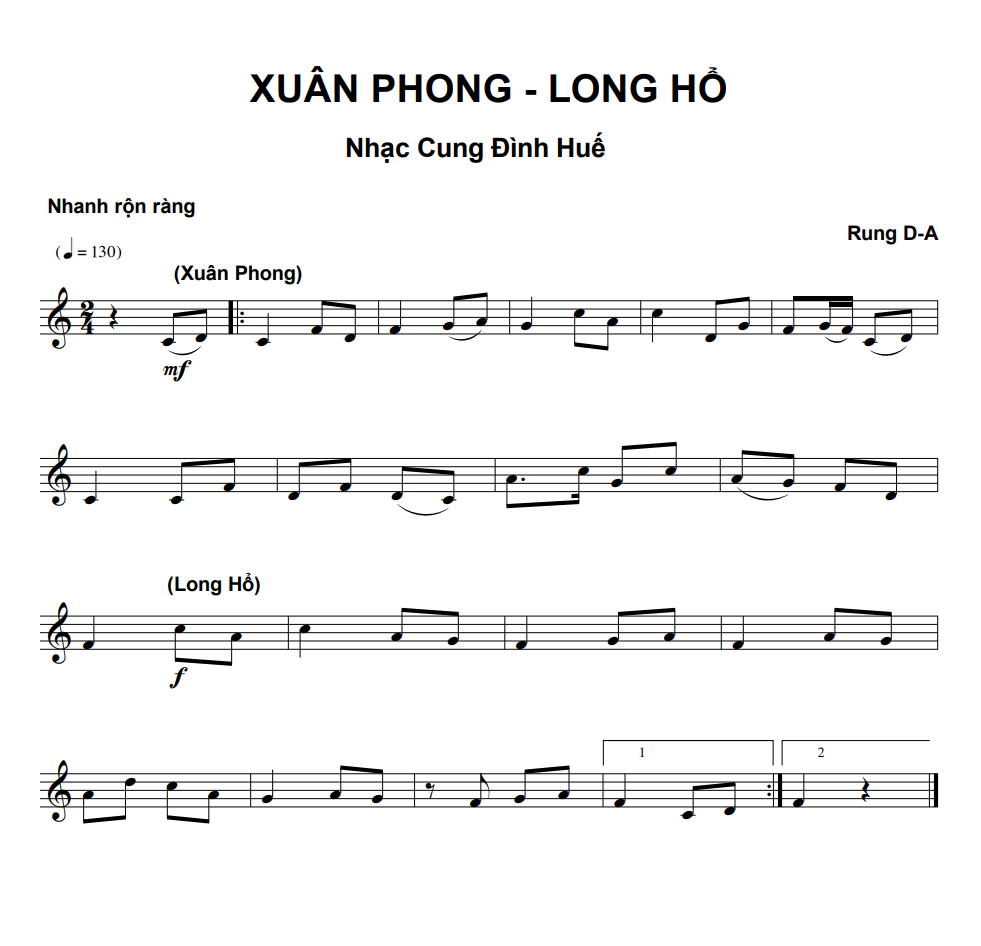 XUÂN PHONG - LONG HỔ
Nhạc Cung Đình Huế
Nhanh rộn ràng
Rung D-A
(♩ = 130)
(Xuân Phong)
2
4
mf
(Long Hổ)
f
1
2